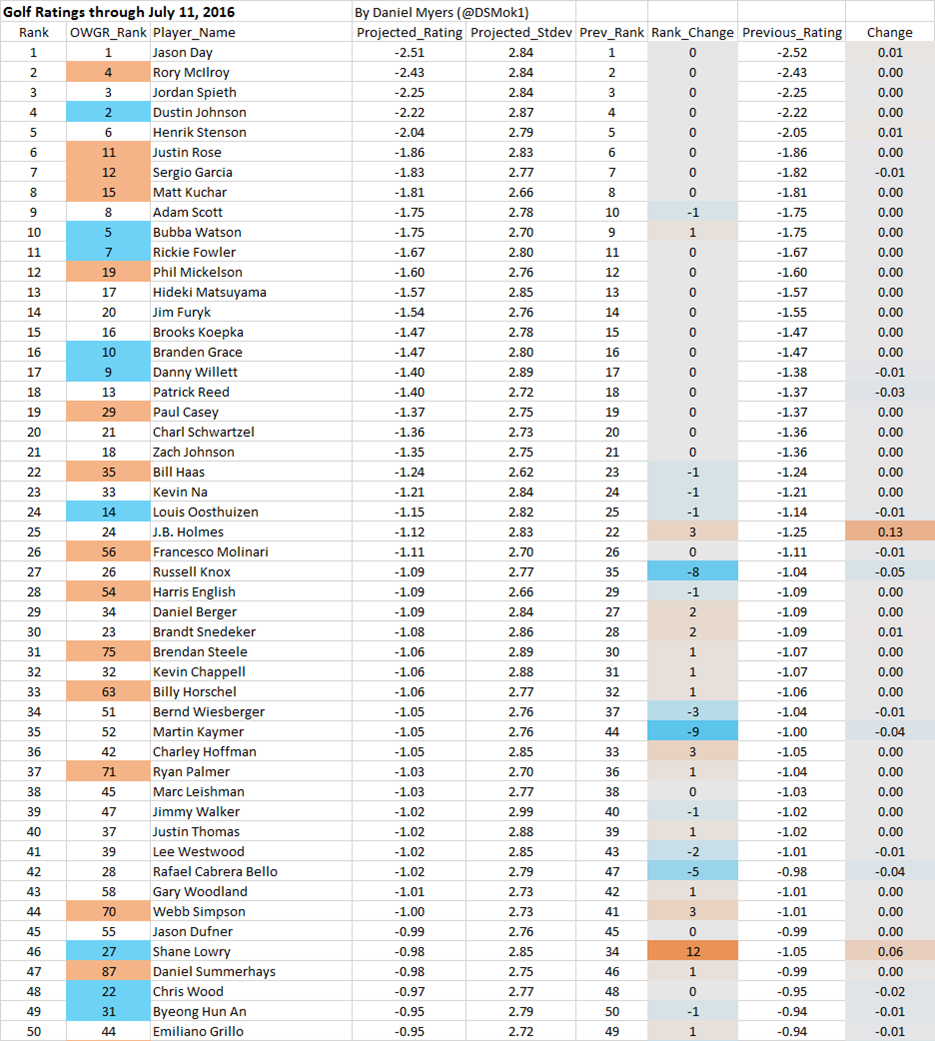 Golf Ratings through July 11, 2016 By Daniel Myers (@DSMok1)
Rank OWGR_Rank Player_Name Projected_Rating Projected_Stdev Prev_Rank Rank_Change Previous_Rating Change
1 1 Jason Day -2.51 2.84 1 0 -2.52 0.01
2 4 Rory McIlroy -2.43 2.84 2 0 -2.43 0.00
3 3 Jordan Spieth -2.25 2.84 3 0 -2.25 0.00
4 2 Dustin Johnson -2.22 2.87 4 0 -2.22 0.00
5 6 Henrik Stenson -2.04 2.79 5 0 -2.05 0.01
6 11 Justin Rose -1.86 2.83 6 0 -1.86 0.00
7 12 Sergio Garcia -1.83 2.77 7 0 -1.82 -0.01
8 15 Matt Kuchar -1.81 2.66 8 0 -1.81 0.00
9 8 Adam Scott -1.75 2.78 10 -1 -1.75 0.00
10 5 Bubba Watson -1.75 2.70 9 1 -1.75 0.00
11 7 Rickie Fowler -1.67 2.80 11 0 -1.67 0.00
12 19 Phil Mickelson -1.60 2.76 12 0 -1.60 0.00
13 17 Hideki Matsuyama -1.57 2.85 13 0 -1.57 0.00
14 20 Jim Furyk -1.54 2.76 14 0 -1.55 0.00
15 16 Brooks Koepka -1.47 2.78 15 0 -1.47 0.00
16 10 Branden Grace -1.47 2.80 16 0 -1.47 0.00
17 9 Danny Willett -1.40 2.89 17 0 -1.38 -0.01
18 13 Patrick Reed -1.40 2.72 18 0 -1.37 -0.03
19 29 Paul Casey -1.37 2.75 19 0 -1.37 0.00
20 21 Charl Schwartzel -1.36 2.73 20 0 -1.36 0.00
21 18 Zach Johnson -1.35 2.75 21 0 -1.36 0.00
22 35 Bill Haas -1.24 2.62 23 -1 -1.24 0.00
23 33 Kevin Na -1.21 2.84 24 -1 -1.21 0.00
24 14 Louis Oosthuizen -1.15 2.82 25 -1 -1.14 -0.01
25 24 J.B. Holmes -1.12 2.83 22 3 -1.25 0.13
26 56 Francesco Molinari -1.11 2.70 26 0 -1.11 -0.01
27 26 Russell Knox -1.09 2.77 35 -8 -1.04 -0.05
28 54 Harris English -1.09 2.66 29 -1 -1.09 0.00
29 34 Daniel Berger -1.09 2.84 27 2 -1.09 0.00
30 23 Brandt Snedeker -1.08 2.86 28 2 -1.09 0.01
31 75 Brendan Steele -1.06 2.89 30 1 -1.07 0.00
32 32 Kevin Chappell -1.06 2.88 31 1 -1.07 0.00
33 63 Billy Horschel -1.06 2.77 32 1 -1.06 0.00
34 51 Bernd Wiesberger -1.05 2.76 37 -3 -1.04 -0.01
35 52 Martin Kaymer -1.05 2.76 44 -9 -1.00 -0.04
36 42 Charley Hoffman -1.05 2.85 33 3 -1.05 0.00
37 71 Ryan Palmer -1.03 2.70 36 1 -1.04 0.00
38 45 Marc Leishman -1.03 2.77 38 0 -1.03 0.00
39 47 Jimmy Walker -1.02 2.99 40 -1 -1.02 0.00
40 37 Justin Thomas -1.02 2.88 39 1 -1.02 0.00
41 39 Lee Westwood -1.02 2.85 43 -2 -1.01 -0.01
42 28 Rafael Cabrera Bello -1.02 2.79 47 -5 -0.98 -0.04
43 58 Gary Woodland -1.01 2.73 42 1 -1.01 0.00
44 70 Webb Simpson -1.00 2.73 41 3 -1.01 0.00
45 55 Jason Dufner -0.99 2.76 45 0 -0.99 0.00
46 27 Shane Lowry -0.98 2.85 34 12 -1.05 0.06
47 87 Daniel Summerhays -0.98 2.75 46 1 -0.99 0.00
48 22 Chris Wood -0.97 2.77 48 0 -0.95 -0.02
49 31 Byeong Hun An -0.95 2.79 50 -1 -0.94 -0.01
50 44 Emiliano Grillo -0.95 2.72 49 1 -0.94 -0.01